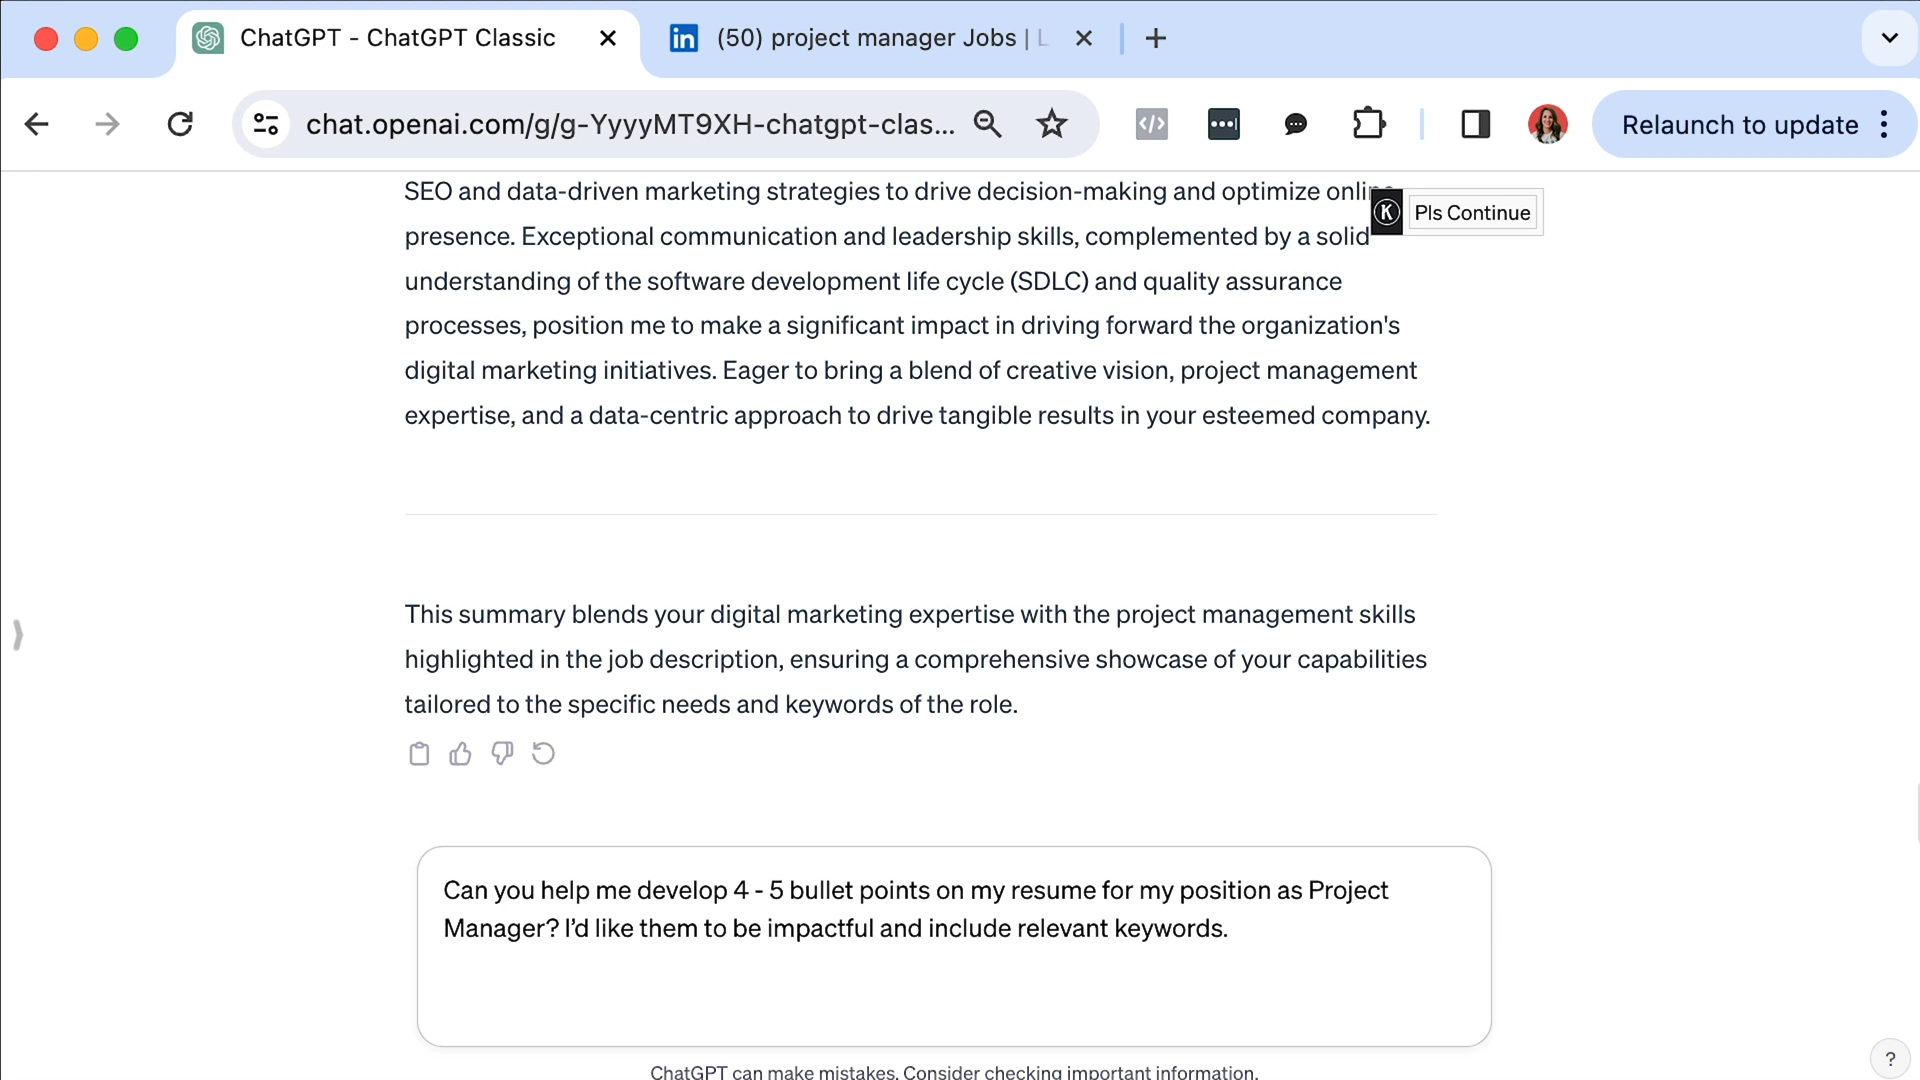 ChatGPT - ChatGPT Classic
(50) project manager Jobs |
chat.openai.com/g/g-YyyyMT9XH-chatgpt-clas...
Relaunch to update
SEO and data-driven marketing strategies to drive decision-making and optimize
Pls Continue
presence. Exceptional communication and leadership skills, complemented by a solid
understanding of the software development life cycle (SDLC) and quality assurance
processes, position me to make a significant impact in driving forward the organization's
digital marketing initiatives. Eager to bring a blend of creative vision, project management
expertise, and a data-centric approach to drive tangible results in your esteemed company.
This summary blends your digital marketing expertise with the project management skills
highlighted in the job description, ensuring a comprehensive showcase of your capabilities
tailored to the specific needs and keywords of the role.
Can you help me develop 4 - 5 bullet points on my resume for my position as Project
Manager? I’d like them to be impactful and include relevant keywords.
ChatGPT can make mistakes. Consider checking important information.
?